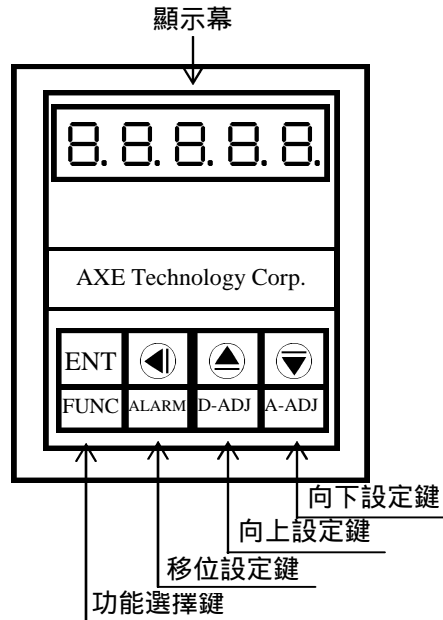 顯示幕
8.8.8.8.8.
AXE Technology Corp.
ENT
FUNC ALARM D-ADJ A-ADJ
向下設定鍵
向上設定鍵
移位設定鍵
功能選擇鍵